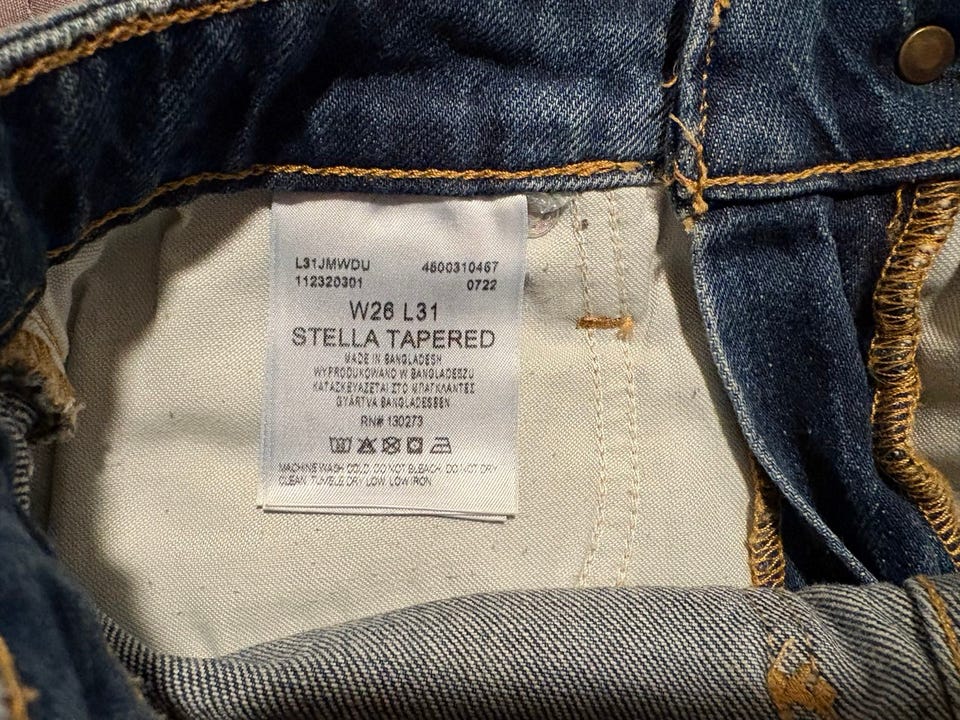 L31JMWDU 4500310467
112320301 0722
W26 L31
STELLA TAPERED
MADE IN BANGLADESH
WYPRODUKOWANO W BANGLADESZU
ΚΑΤΑΣΚΕΥΑΖΕΤΑΙ ΣΤΟ ΜΠΑΓΚΛΑΝΤΕΣ
GYÁRTVA BANGLADESBEN
RN# 130273
MACHINE WASH COLD, DO NOT BLEACH, DO NOT DRY
CLEAN, TUMBLE DRY LOW, LOW IRON